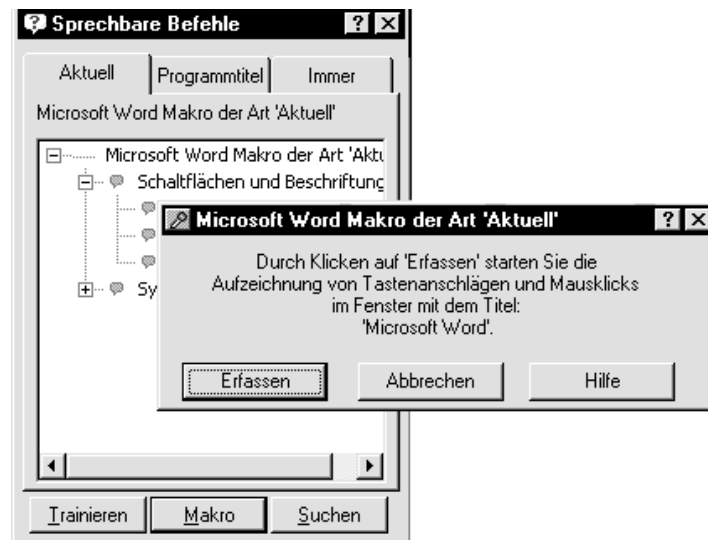 Sprechbare Befehle
Aktuell
Programmtitel
Immer
Microsoft Word Makro der Art 'Aktuell'
Microsoft Word Makro der Art 'Aktu
Schaltflächen und Beschriftung
Microsoft Word Makro der Art 'Aktuell'
Durch Klicken auf 'Erfassen' starten Sie die
Aufzeichnung von Tastenanschlägen und Mausklicks
im Fenster mit dem Titel:
'Microsoft Word'.
Sy
Erfassen
Abbrechen
Hilfe
Trainieren
Makro
Suchen